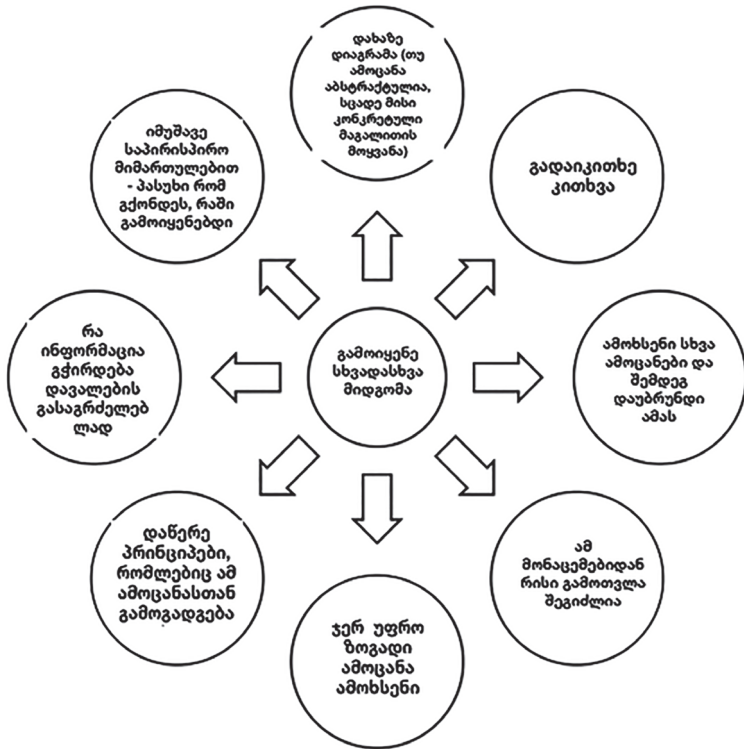 დახაზე
დიაგრამა (თუ
ამოცანა
აბსტრაქტულია,
სცადე მისი
კონკრეტული
მაგალითის
მოყვანა)
გადაიკითხე
კითხვა
ამოხსენი სხვა
ამოცანები და
შემდეგ
დაუბრუნდი
ამას
ამ
მონაცემებიდან
რისი გამოთვლა
შეგიძლია
ჯერ უფრო
ზოგადი
ამოცანა
ამოხსენი
დაწერე
პრინციპები,
რომლებიც ამ
ამოცანასთან
გამოგადგება
რა
ინფორმაცია
გჭირდება
დავალების
გასაგრძელებ
ლად
იმუშავე
საპირისპირო
მიმართულებით
- პასუხი რომ
გქონდეს, რაში
გამოიყენებდი
გამოიყენე
სხვადასხვა
მიდგომა